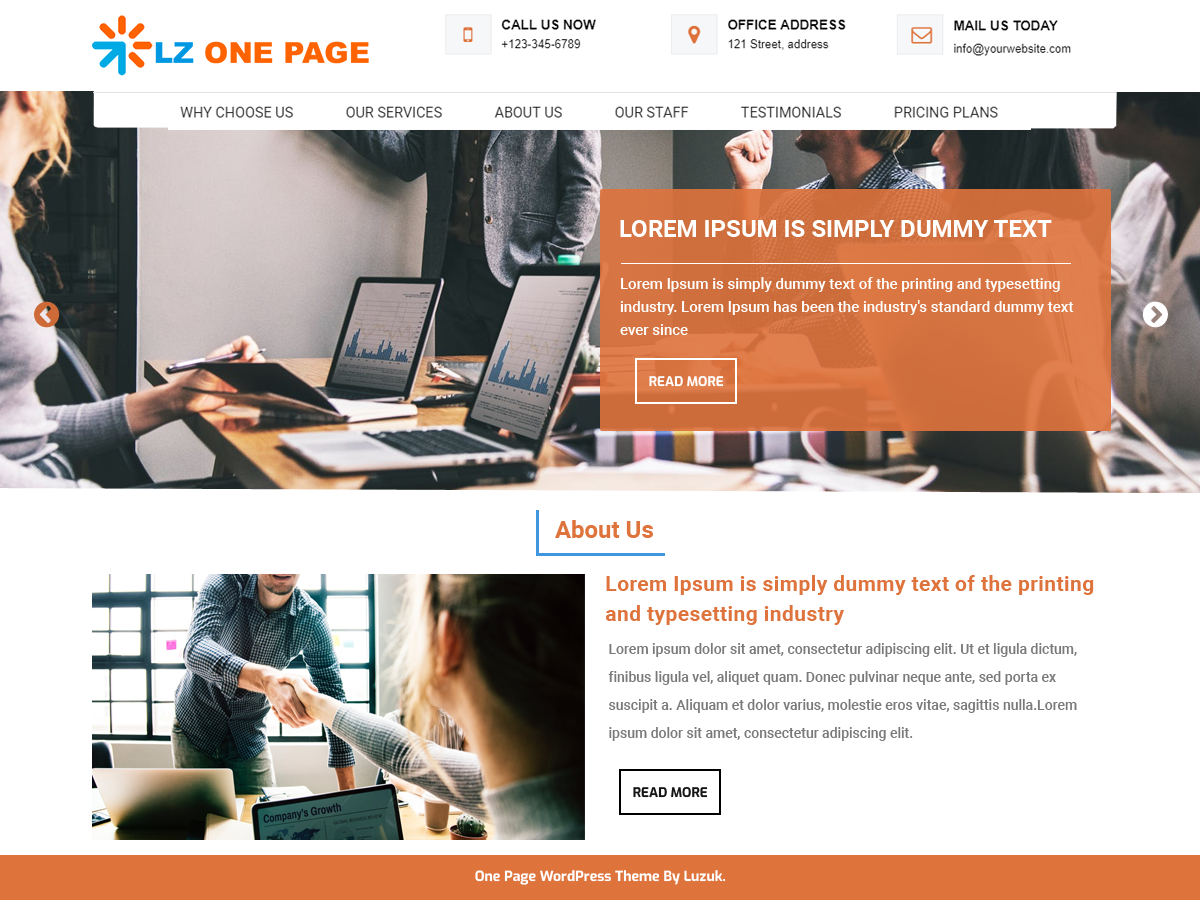 LZ ONE PAGE
CALL US NOW
+123-345-6789
OFFICE ADDRESS
121 Street, address
MAIL US TODAY
info@yourwebsite.com
WHY CHOOSE US
OUR SERVICES
ABOUT US
OUR STAFF
TESTIMONIALS
PRICING PLANS
LOREM IPSUM IS SIMPLY DUMMY TEXT
Lorem Ipsum is simply dummy text of the printing and typesetting
industry. Lorem Ipsum has been the industry's standard dummy text
ever since
READ MORE
About Us
Lorem Ipsum is simply dummy text of the printing
and typesetting industry
Lorem ipsum dolor sit amet, consectetur adipiscing elit. Ut et ligula dictum,
finibus ligula vel, aliquet quam. Donec pulvinar neque ante, sed porta ex
suscipit a. Aliquam et dolor varius, molestie eros vitae, sagittis nulla.Lorem
ipsum dolor sit amet, consectetur adipiscing elit.
READ MORE
Company's Growth
One Page WordPress Theme By Luzuk.